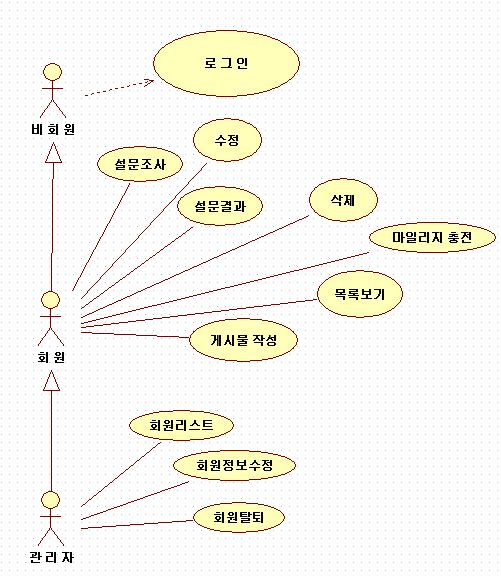 로 그 인
비 회 원
수정
설문조사
삭제
설문결과
마일리지 충전
목록보기
게시물 작성
회 원
회원리스트
회원정보수정
회원탈퇴
관 리 자